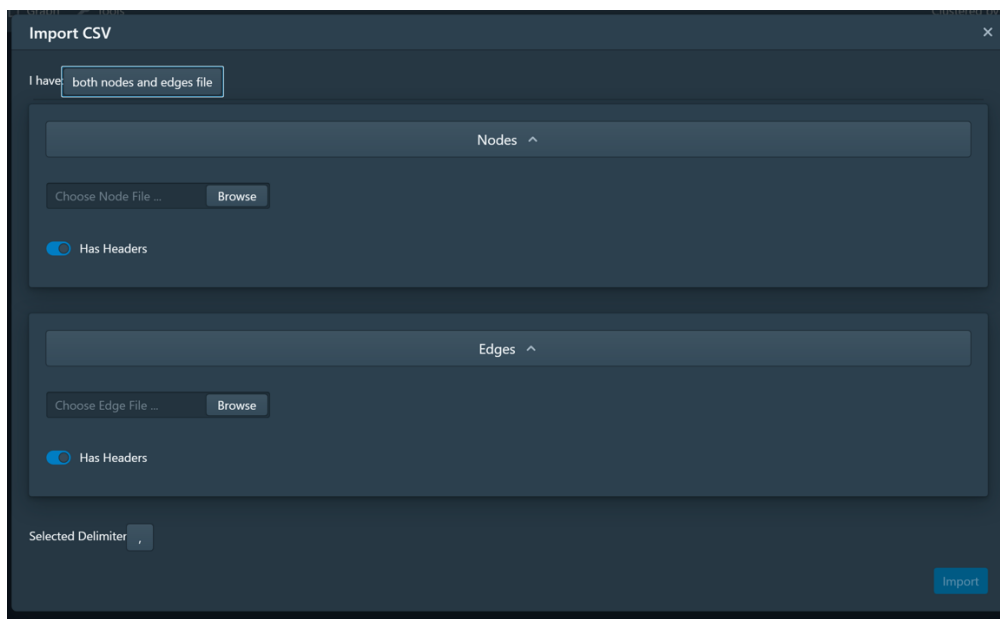 Import CSV
I have: both nodes and edges file
Nodes
Choose Node File ...
Browse
Has Headers
Edges
Choose Edge File ...
Browse
Has Headers
Selected Delimiter ,
Import